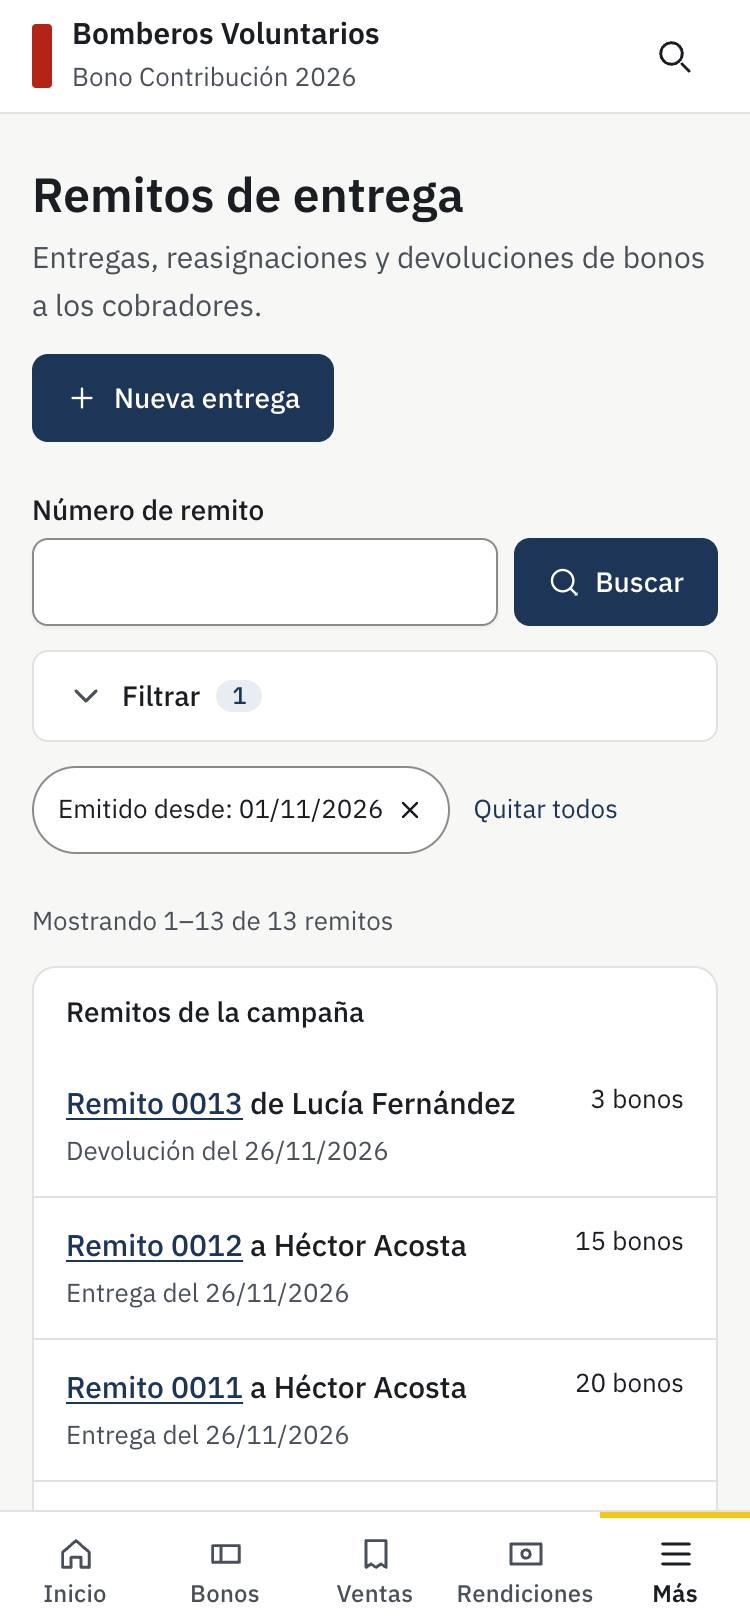 Bomberos Voluntarios
Bono Contribución 2026
Remitos de entrega
Entregas, reasignaciones y devoluciones de bonos
a los cobradores.
Nueva entrega
Número de remito
Buscar
Filtrar 1
Emitido desde: 01/11/2026
Quitar todos
Mostrando 1–13 de 13 remitos
Remitos de la campaña
Remito 0013 de Lucía Fernández 3 bonos
Devolución del 26/11/2026
Remito 0012 a Héctor Acosta 15 bonos
Entrega del 26/11/2026
Remito 0011 a Héctor Acosta 20 bonos
Entrega del 26/11/2026
Inicio Bonos Ventas Rendiciones Más